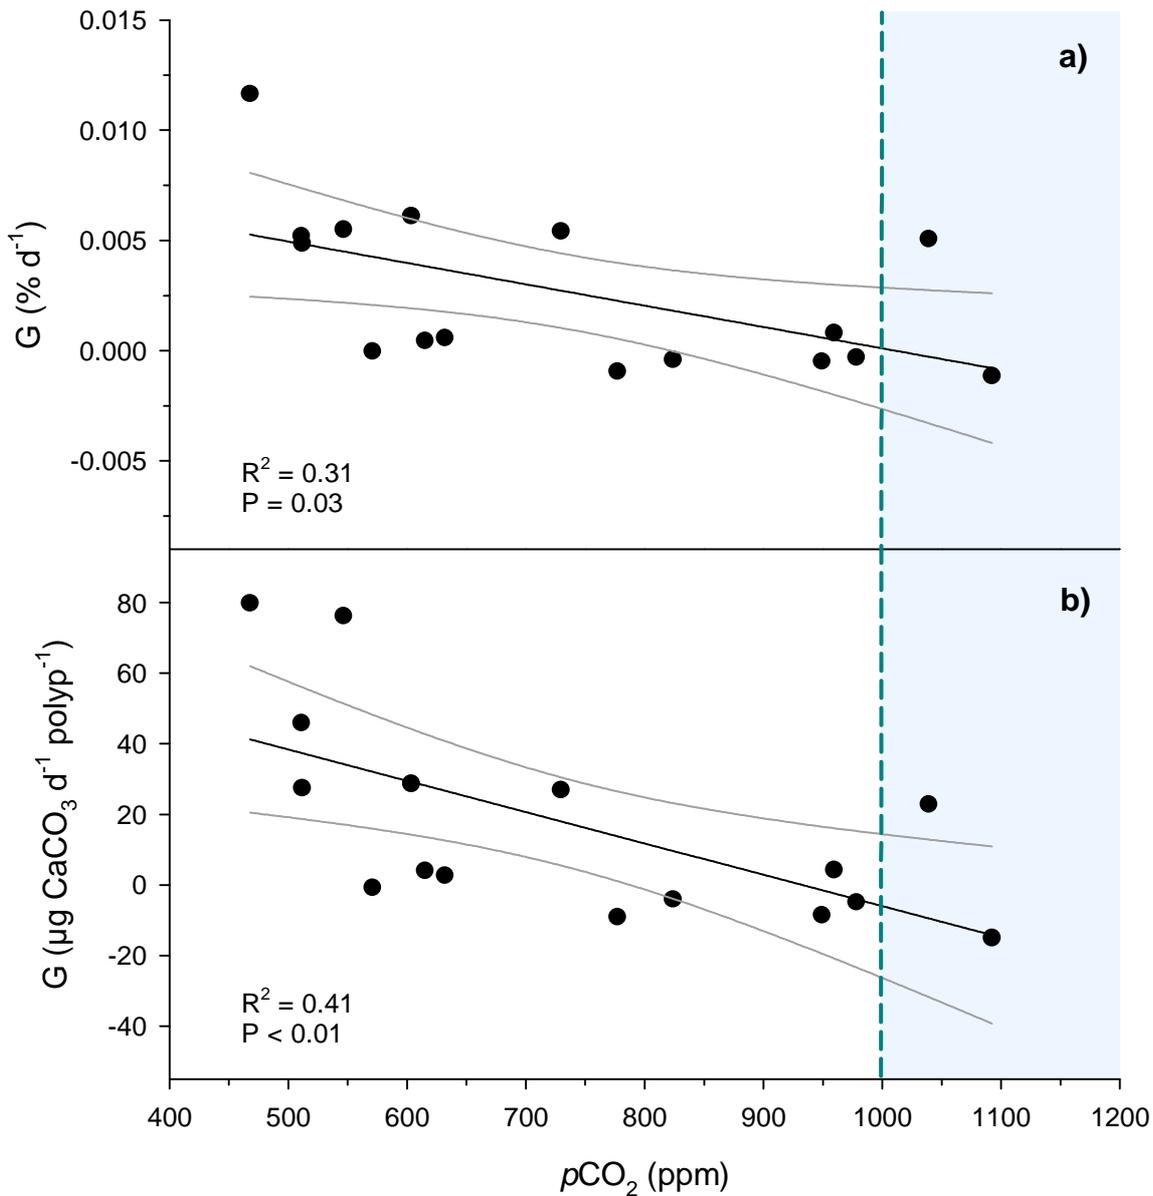 0.015
a)
0.010
0.005
G (% d⁻¹)
0.000
-0.005
R² = 0.31
P = 0.03
80
b)
60
40
20
G (µg CaCO₃ d⁻¹ polyp⁻¹)
0
-20
-40
R² = 0.41
P < 0.01
400 500 600 700 800 900 1000 1100 1200
pCO₂ (ppm)